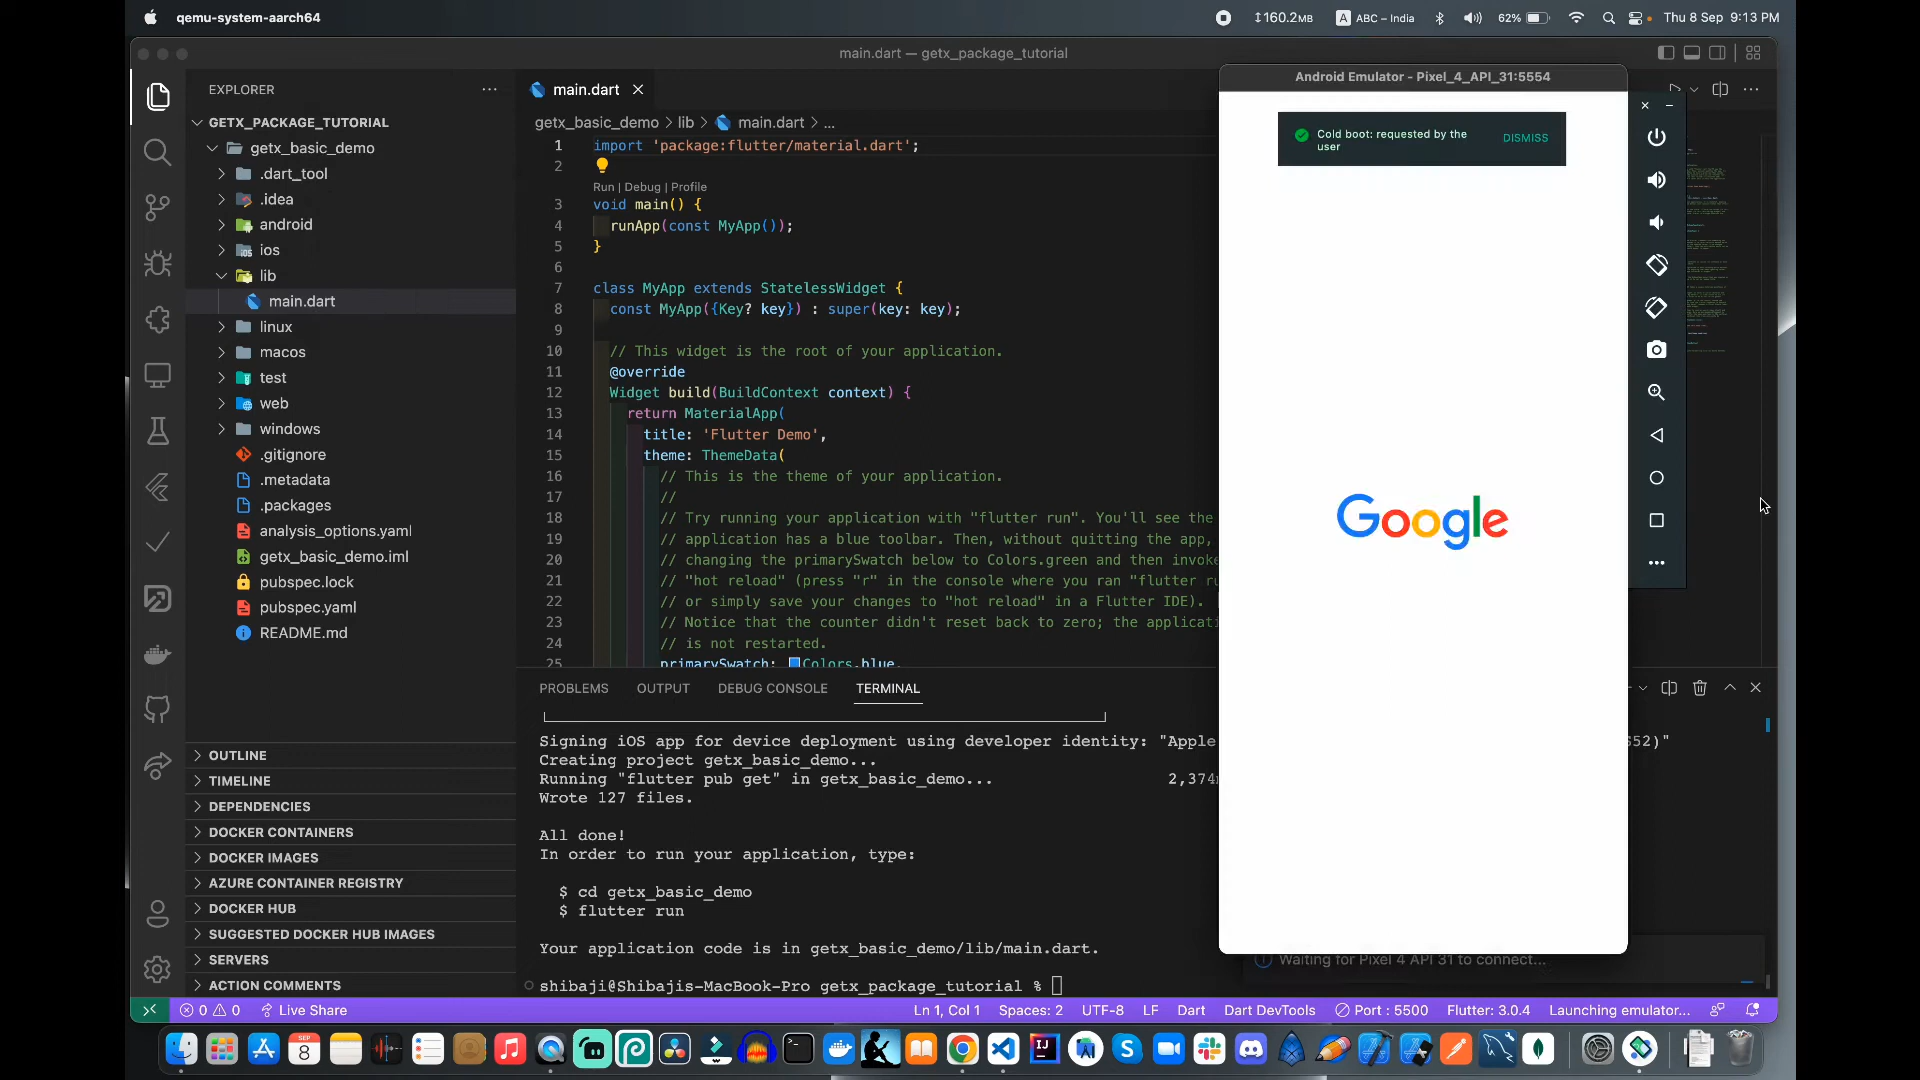 qemu-system-aarch64
160.2MB
A ABC – India
62%
Thu 8 Sep 9:13 PM
main.dart — getx_package_tutorial
EXPLORER
GETX_PACKAGE_TUTORIAL
getx_basic_demo
.dart_tool
.idea
android
ios
lib
main.dart
linux
macos
test
web
windows
.gitignore
.metadata
.packages
analysis_options.yaml
getx_basic_demo.iml
pubspec.lock
pubspec.yaml
README.md
OUTLINE
TIMELINE
DEPENDENCIES
DOCKER CONTAINERS
DOCKER IMAGES
AZURE CONTAINER REGISTRY
DOCKER HUB
SUGGESTED DOCKER HUB IMAGES
SERVERS
ACTION COMMENTS
main.dart
getx_basic_demo > lib > main.dart > ...
1 import 'package:flutter/material.dart';
2
Run | Debug | Profile
3 void main() {
4 runApp(const MyApp());
5 }
6
7 class MyApp extends StatelessWidget {
8 const MyApp({Key? key}) : super(key: key);
9
10 // This widget is the root of your application.
11 @override
12 Widget build(BuildContext context) {
13 return MaterialApp(
14 title: 'Flutter Demo',
15 theme: ThemeData(
16 // This is the theme of your application.
17 //
18 // Try running your application with "flutter run". You'll see the
19 // application has a blue toolbar. Then, without quitting the app,
20 // changing the primarySwatch below to Colors.green and then invoke
21 // "hot reload" (press "r" in the console where you ran "flutter ru
22 // or simply save your changes to "hot reload" in a Flutter IDE).
23 // Notice that the counter didn't reset back to zero; the applicati
24 // is not restarted.
25 primarySwatch: Colors.blue,
PROBLEMS
OUTPUT
DEBUG CONSOLE
TERMINAL
Signing iOS app for device deployment using developer identity: "Apple 552)"
Creating project getx_basic_demo...
Running "flutter pub get" in getx_basic_demo... 2,374
Wrote 127 files.
All done!
In order to run your application, type:
$ cd getx_basic_demo
$ flutter run
Your application code is in getx_basic_demo/lib/main.dart.
shibaji@Shibajis-MacBook-Pro getx_package_tutorial %
Android Emulator - Pixel_4_API_31:5554
Cold boot: requested by the
user
DISMISS
Google
Waiting for Pixel 4 API 31 to connect...
0 0
Live Share
Ln 1, Col 1
Spaces: 2
UTF-8
LF
Dart
Dart DevTools
Port : 5500
Flutter: 3.0.4
Launching emulator...
SEP
8